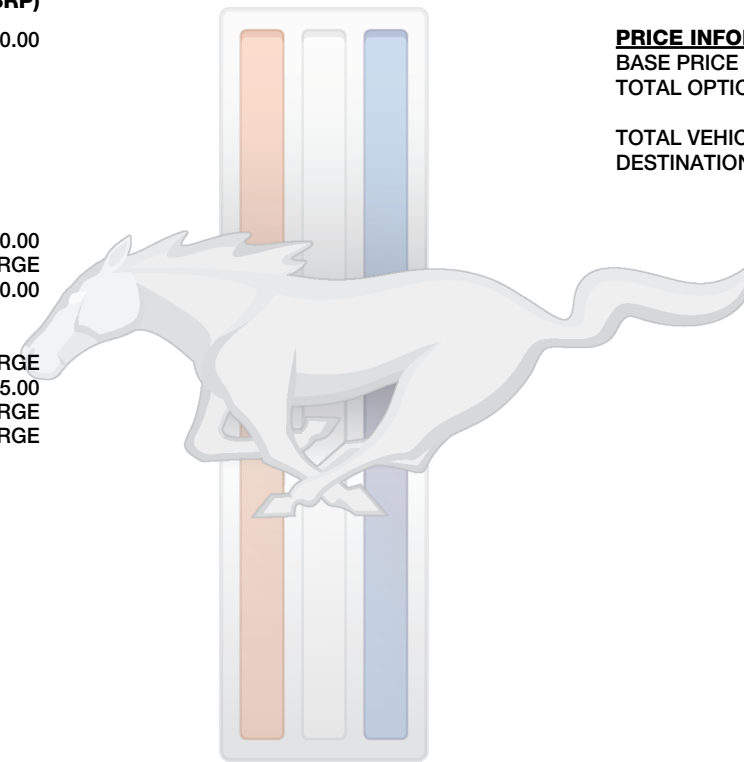 SRP)
0.00
0.00
RGE
0.00
RGE
5.00
RGE
RGE
PRICE INFO
BASE PRICE
TOTAL OPTIO
TOTAL VEHIC
DESTINATION